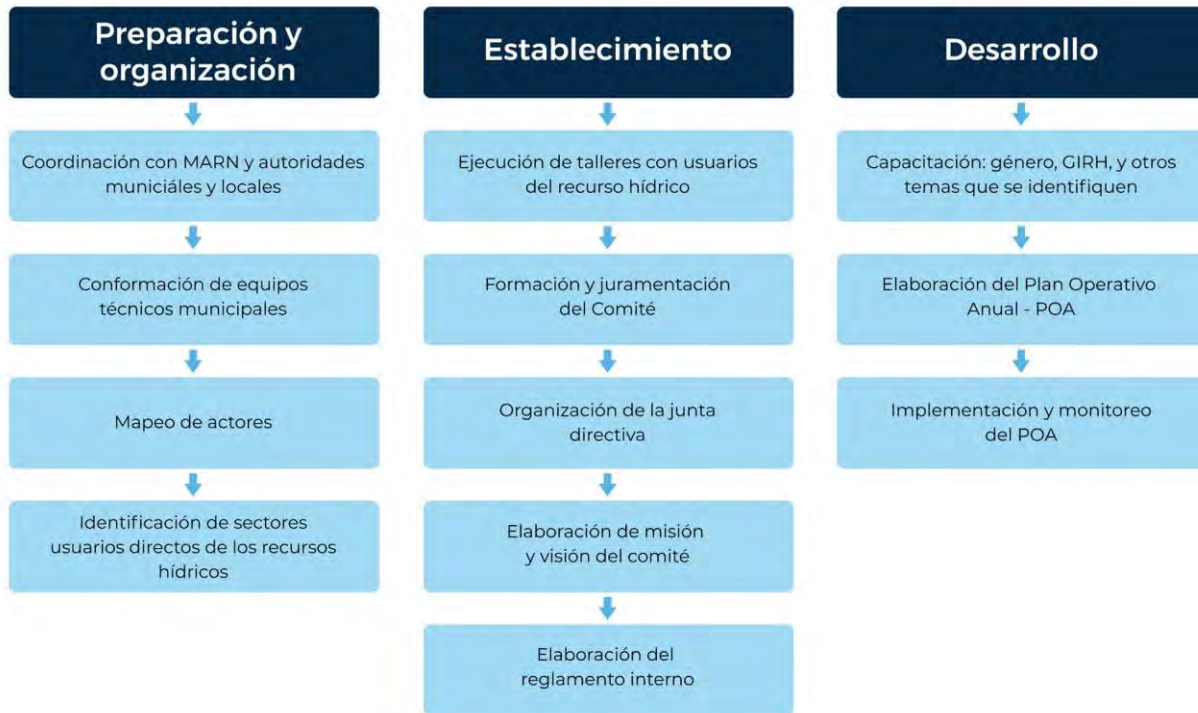 Preparación y
organización
Coordinación con MARN y autoridades
municiáles y locales
Conformación de equipos
técnicos municipales
Mapeo de actores
Identificación de sectores
usuarios directos de los recursos
hídricos
Establecimiento
Ejecución de talleres con usuarios
del recurso hídrico
Formación y juramentación
del Comité
Organización de la junta
directiva
Elaboración de misión
y visión del comité
Elaboración del
reglamento interno
Desarrollo
Capacitación: género, GIRH, y otros
temas que se identifiquen
Elaboración del Plan Operativo
Anual - POA
Implementación y monitoreo
del POA